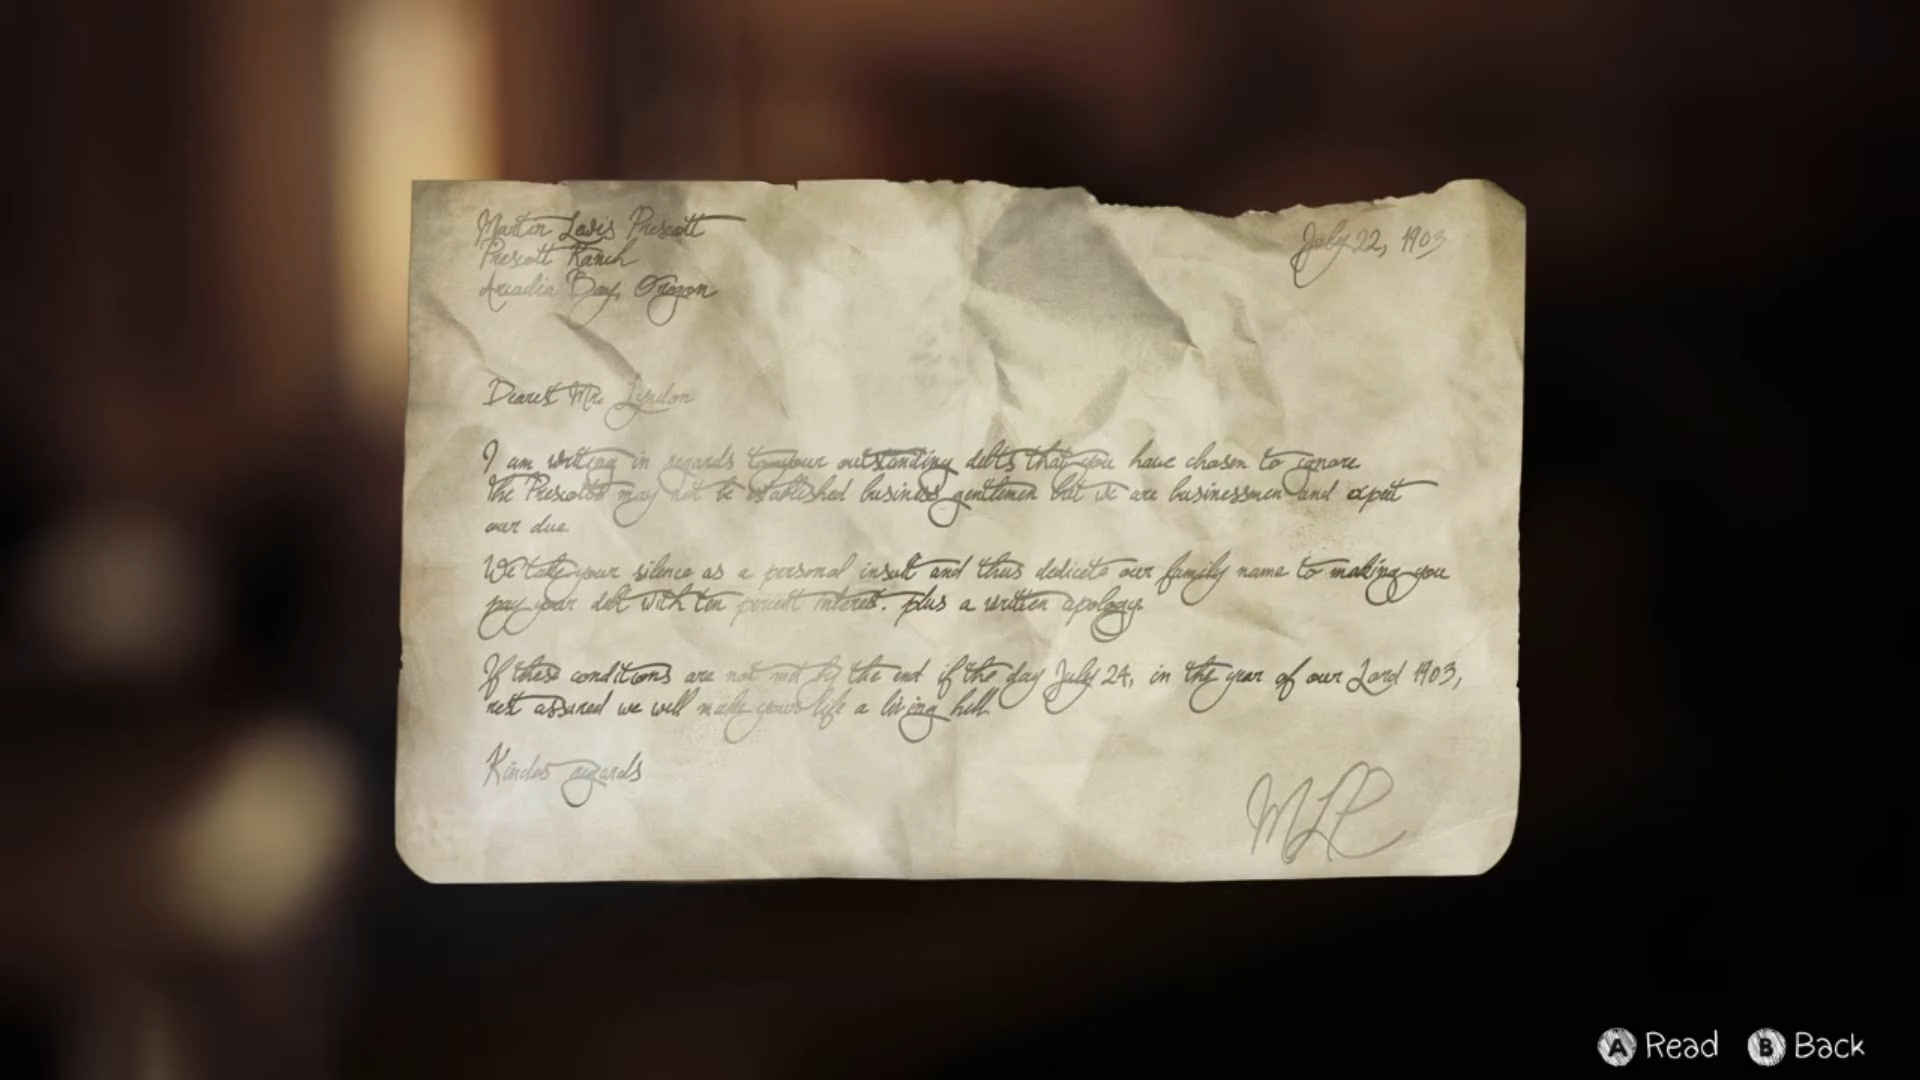 Martin Lewis Prescott
Prescott Ranch
Arcadia Bay, Oregon
July 22, 1903
Dearest Mr. Lyndon
I am writing in regards to your outstanding debts that you have chosen to ignore.
The Prescotts may not be established business gentlemen but we are businessmen and expect
our due.
We take your silence as a personal insult and thus dedicate our family name to making you
pay your debt with ten percent interest. plus a written apology.
If these conditions are not met by the end if the day July 24, in the year of our Lord 1903,
rest assured we will make your life a living hell.
Kindes regards
MLP
A Read B Back